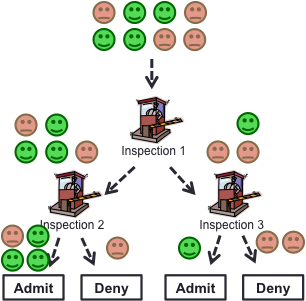 Inspection 1
Inspection 2
Inspection 3
Admit
Deny
Admit
Deny